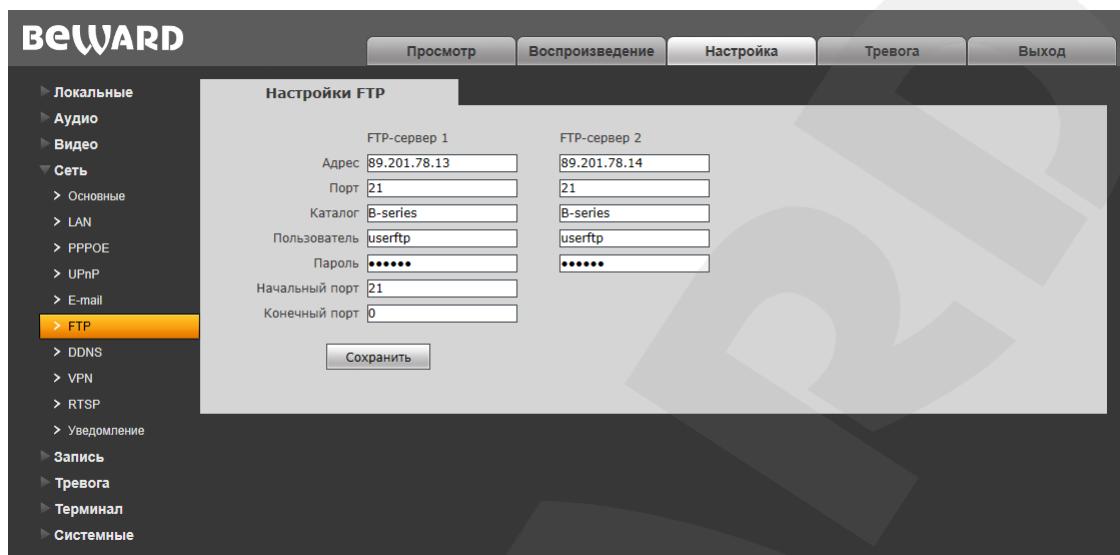 BEWARD
Просмотр Воспроизведение Настройка Тревога Выход
Локальные
Аудио
Видео
Сеть
> Основные
> LAN
> PPPOE
> UPnP
> E-mail
> FTP
> DDNS
> VPN
> RTSP
> Уведомление
Запись
Тревога
Терминал
Системные
Настройки FTP
FTP-сервер 1 FTP-сервер 2
Адрес 89.201.78.13 89.201.78.14
Порт 21 21
Каталог B-series B-series
Пользователь userftp userftp
Пароль •••••• ••••••
Начальный порт 21
Конечный порт 0
Сохранить